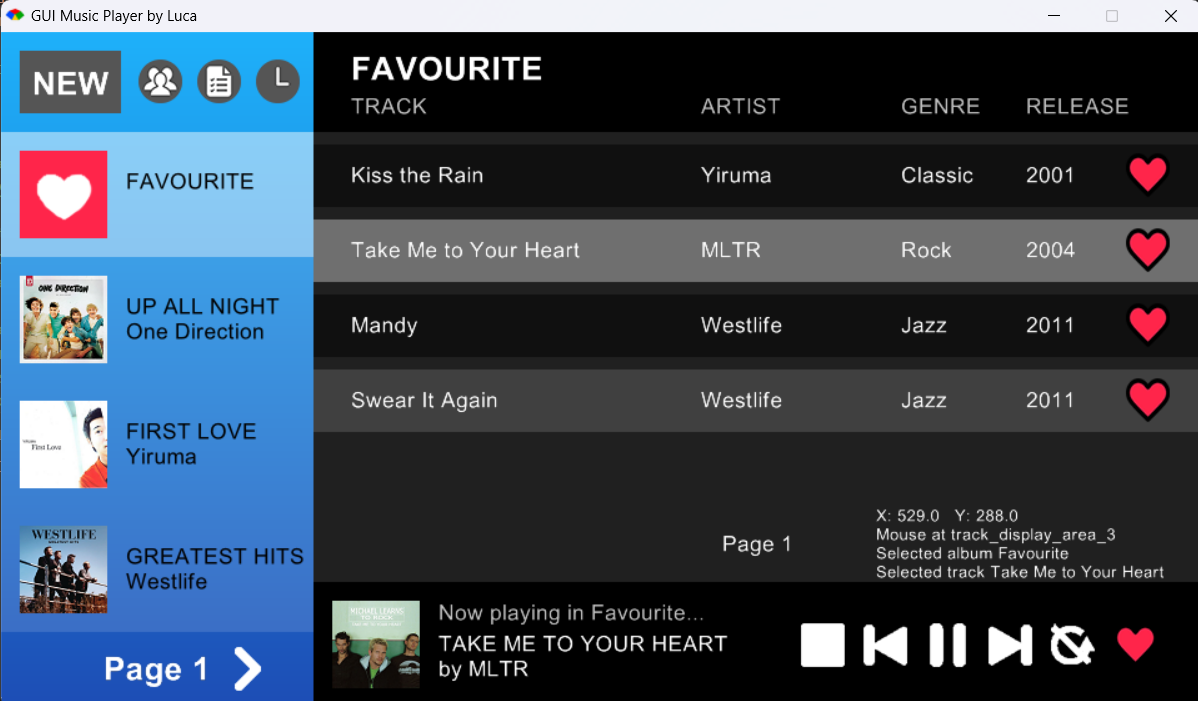 GUI Music Player by Luca
NEW
FAVOURITE
UP ALL NIGHT
One Direction
FIRST LOVE
Yiruma
GREATEST HITS
Westlife
Page 1
FAVOURITE
TRACK ARTIST GENRE RELEASE
Kiss the Rain Yiruma Classic 2001
Take Me to Your Heart MLTR Rock 2004
Mandy Westlife Jazz 2011
Swear It Again Westlife Jazz 2011
Page 1
X: 529.0 Y: 288.0
Mouse at track_display_area_3
Selected album Favourite
Selected track Take Me to Your Heart
Now playing in Favourite...
TAKE ME TO YOUR HEART
by MLTR
ONE DIRECTION
First Love
WESTLIFE
GREATEST HITS
MICHAEL LEARNS
TO ROCK